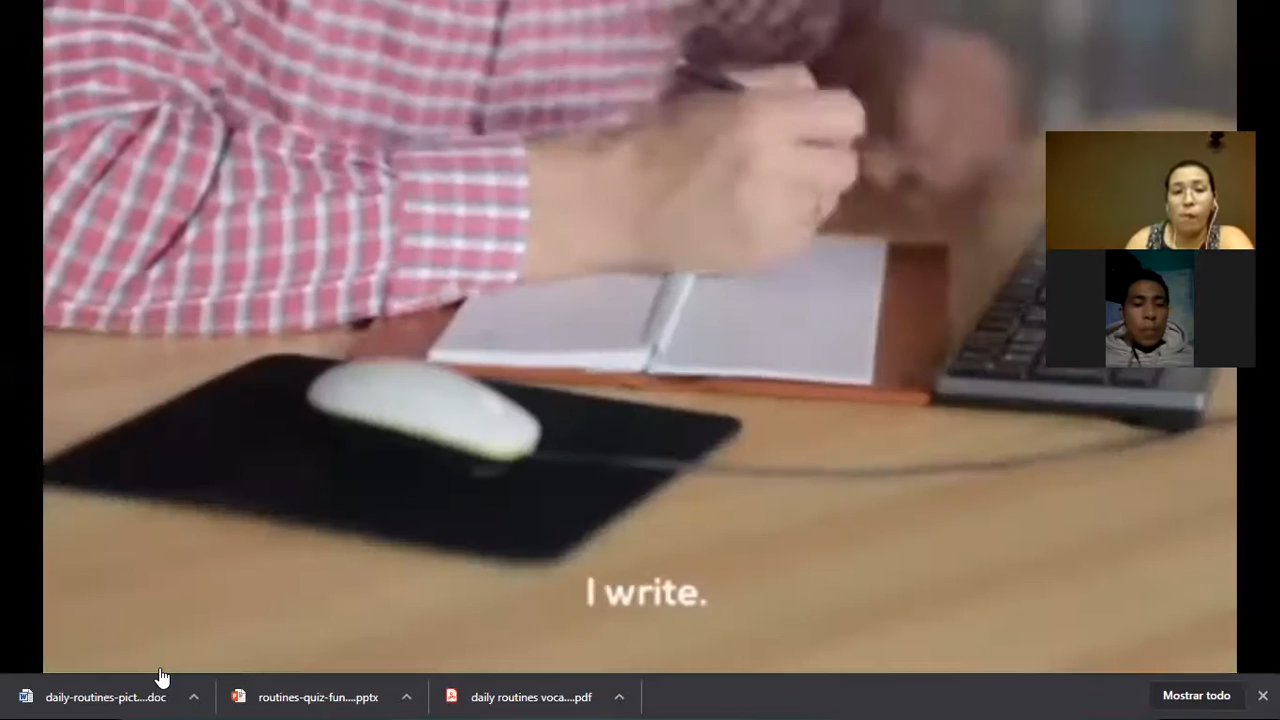 I write.
daily-routines-pict....doc
routines-quiz-fun....pptx
daily routines voca....pdf
Mostrar todo